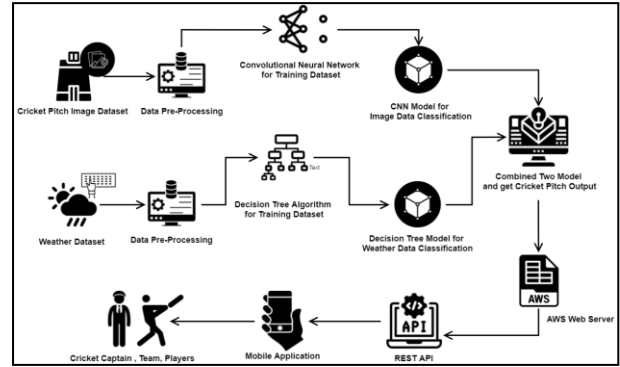 Convolutional Neural Network
for Training Dataset
Cricket Pitch Image Dataset
Data Pre-Processing
CNN Model for
Image Data Classification
Combined Two Model
and get Cricket Pitch Output
Text
Decision Tree Algorithm
for Training Dataset
Weather Dataset
Data Pre-Processing
Decision Tree Model for
Weather Data Classification
AWS
AWS Web Server
API
Cricket Captain , Team, Players
Mobile Application
REST API